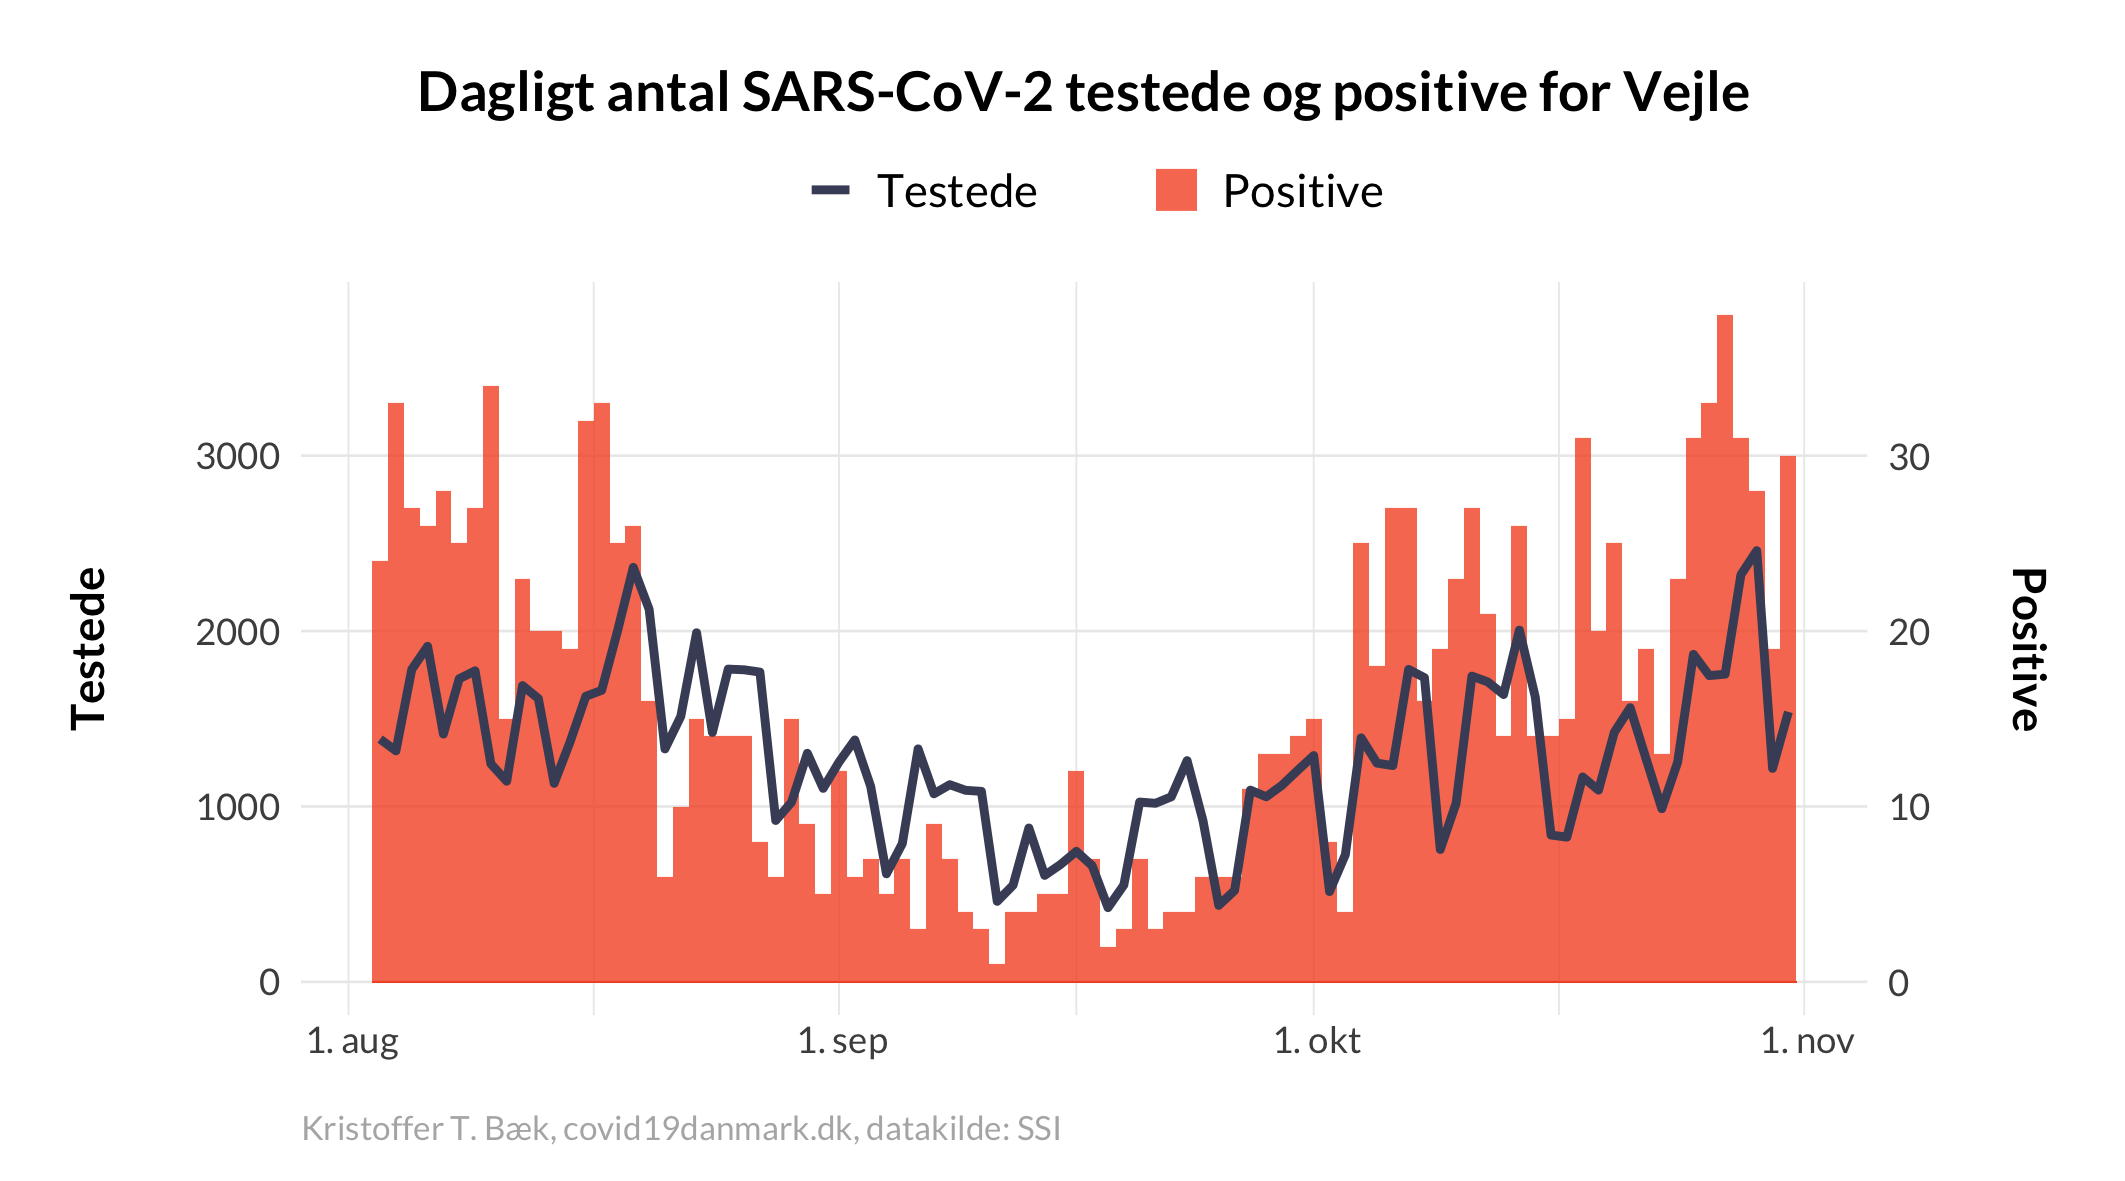 Dagligt antal SARS-CoV-2 testede og positive for Vejle
Testede
Positive
3000
2000
1000
0
30
20
10
0
Testede
Positive
1. aug
1. sep
1. okt
1. nov
Kristoffer T. Bæk, covid19danmark.dk, datakilde: SSI